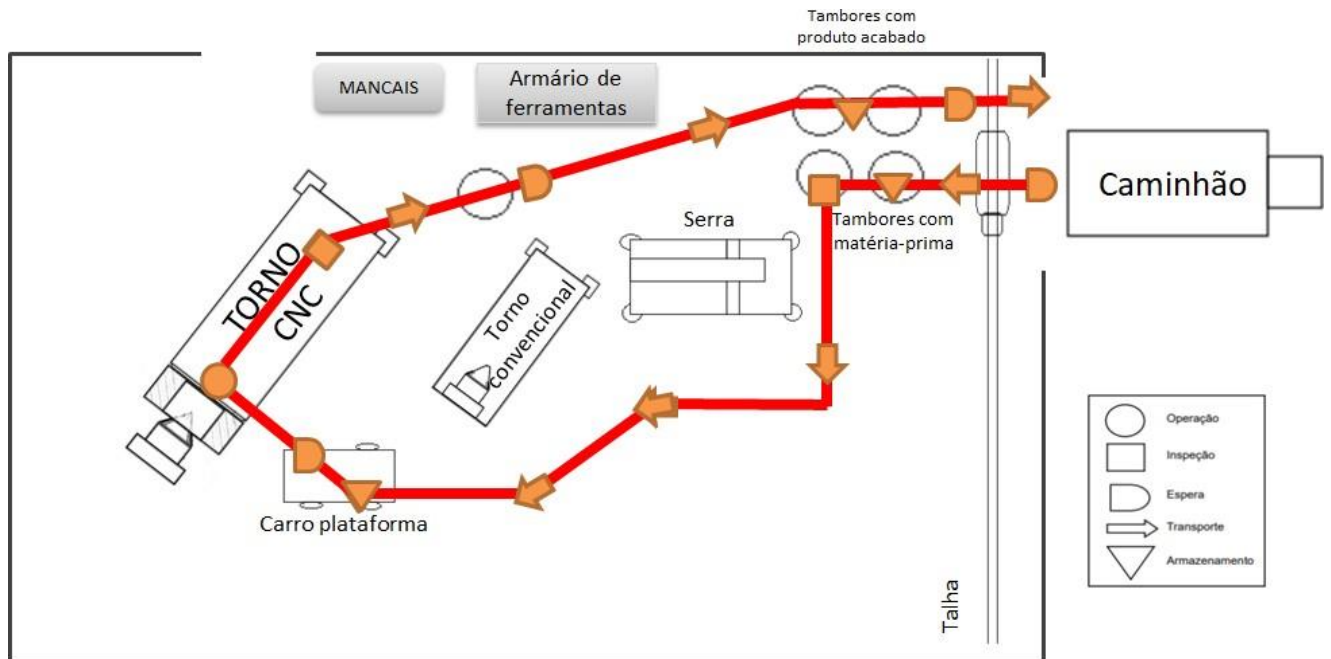 Tambores com
produto acabado
MANCAIS
Armário de
ferramentas
Caminhão
Serra
Tambores com
matéria-prima
TORNO
CNC
Torno
convencional
Carro plataforma
Talha
Operação
Inspeção
Espera
Transporte
Armazenamento